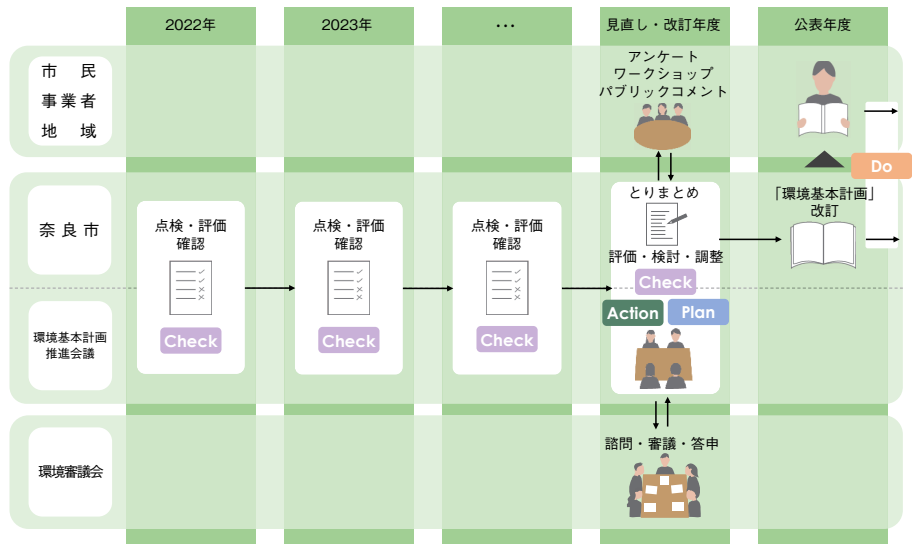 2022年
2023年
···
見直し・改訂年度
公表年度
市民
事業者
地域
アンケート
ワークショップ
パブリックコメント
Do
奈良市
点検・評価
確認
Check
点検・評価
確認
Check
点検・評価
確認
Check
とりまとめ
評価・検討・調整
Check
Action
Plan
「環境基本計画」
改訂
環境基本計画
推進会議
環境審議会
諮問・審議・答申